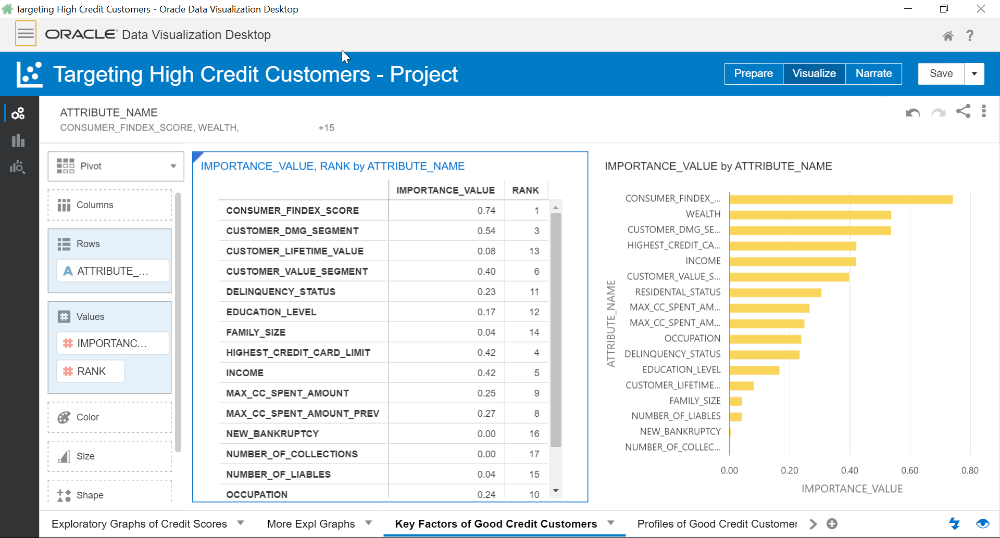 Targeting High Credit Customers - Oracle Data Visualization Desktop
ORACLE Data Visualization Desktop
?
Targeting High Credit Customers - Project
Prepare Visualize Narrate Save
ATTRIBUTE_NAME
CONSUMER_FINDEX_SCORE, WEALTH, +15
Pivot
Columns
Rows
A ATTRIBUTE_...
# Values
# IMPORTANC...
# RANK
Color
Size
Shape
IMPORTANCE_VALUE, RANK by ATTRIBUTE_NAME
IMPORTANCE_VALUE RANK
CONSUMER_FINDEX_SCORE 0.74 1
CUSTOMER_DMG_SEGMENT 0.54 3
CUSTOMER_LIFETIME_VALUE 0.08 13
CUSTOMER_VALUE_SEGMENT 0.40 6
DELINQUENCY_STATUS 0.23 11
EDUCATION_LEVEL 0.17 12
FAMILY_SIZE 0.04 14
HIGHEST_CREDIT_CARD_LIMIT 0.42 4
INCOME 0.42 5
MAX_CC_SPENT_AMOUNT 0.25 9
MAX_CC_SPENT_AMOUNT_PREV 0.27 8
NEW_BANKRUPTCY 0.00 16
NUMBER_OF_COLLECTIONS 0.00 17
NUMBER_OF_LIABLES 0.04 15
OCCUPATION 0.24 10
IMPORTANCE_VALUE by ATTRIBUTE_NAME
ATTRIBUTE_NAME
CONSUMER_FINDEX_...
WEALTH
CUSTOMER_DMG_SE...
HIGHEST_CREDIT_CA...
INCOME
CUSTOMER_VALUE_S...
RESIDENTAL_STATUS
MAX_CC_SPENT_AM...
MAX_CC_SPENT_AM...
OCCUPATION
DELINQUENCY_STATUS
EDUCATION_LEVEL
CUSTOMER_LIFETIME...
FAMILY_SIZE
NUMBER_OF_LIABLES
NEW_BANKRUPTCY
NUMBER_OF_COLLEC...
0.00 0.20 0.40 0.60 0.80
IMPORTANCE_VALUE
Exploratory Graphs of Credit Scores More Expl Graphs Key Factors of Good Credit Customers Profiles of Good Credit Customer